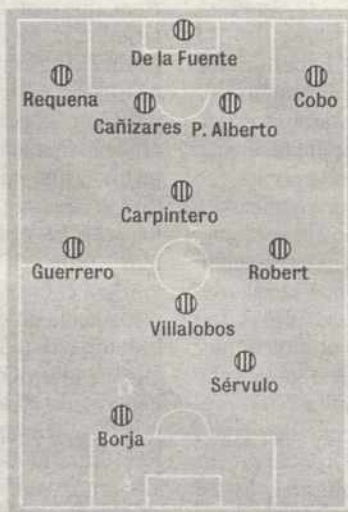 De la Fuente
Requena
Cobo
Cañizares P. Alberto
Carpintero
Guerrero
Robert
Villalobos
Sérvulo
Borja